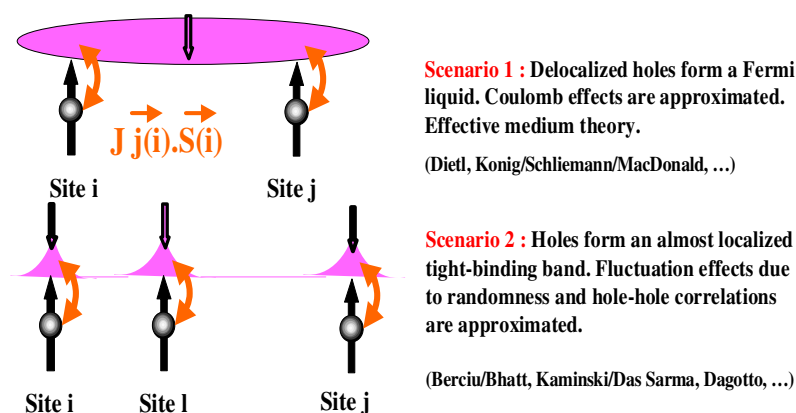 Scenario 1 : Delocalized holes form a Fermi
liquid. Coulomb effects are approximated.
Effective medium theory.
(Dietl, Konig/Schliemann/MacDonald, …)
J j(i).S(i)
Site i Site j
Scenario 2 : Holes form an almost localized
tight-binding band. Fluctuation effects due
to randomness and hole-hole correlations
are approximated.
(Berciu/Bhatt, Kaminski/Das Sarma, Dagotto, …)
Site i Site l Site j